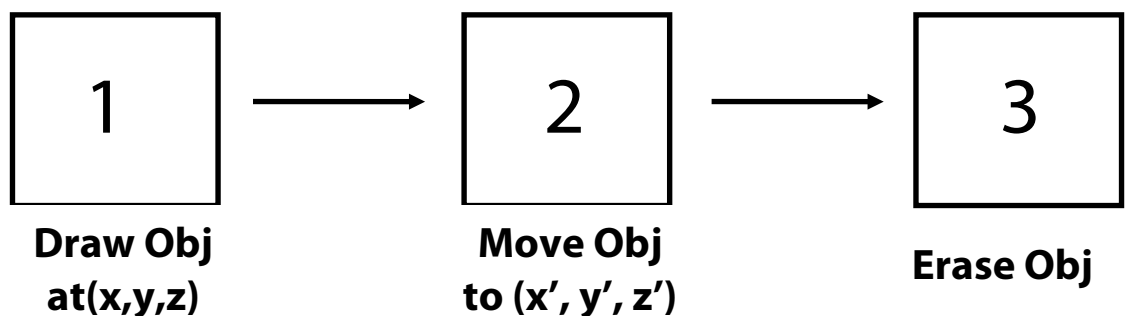 1
2
3
Draw Obj
at(x,y,z)
Move Obj
to (x’, y’, z’)
Erase Obj